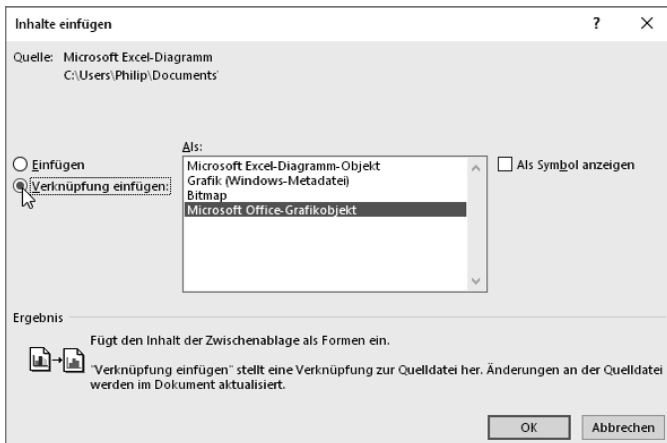 Inhalte einfügen ? ×
Quelle: Microsoft Excel-Diagramm
C:\Users\Philip\Documents'
Als:
Einfügen
Verknüpfung einfügen:
Microsoft Excel-Diagramm-Objekt
Grafik (Windows-Metadatei)
Bitmap
Microsoft Office-Grafikobjekt
Als Symbol anzeigen
Ergebnis
Fügt den Inhalt der Zwischenablage als Formen ein.
"Verknüpfung einfügen" stellt eine Verknüpfung zur Quelldatei her. Änderungen an der Quelldatei
werden im Dokument aktualisiert.
OK Abbrechen